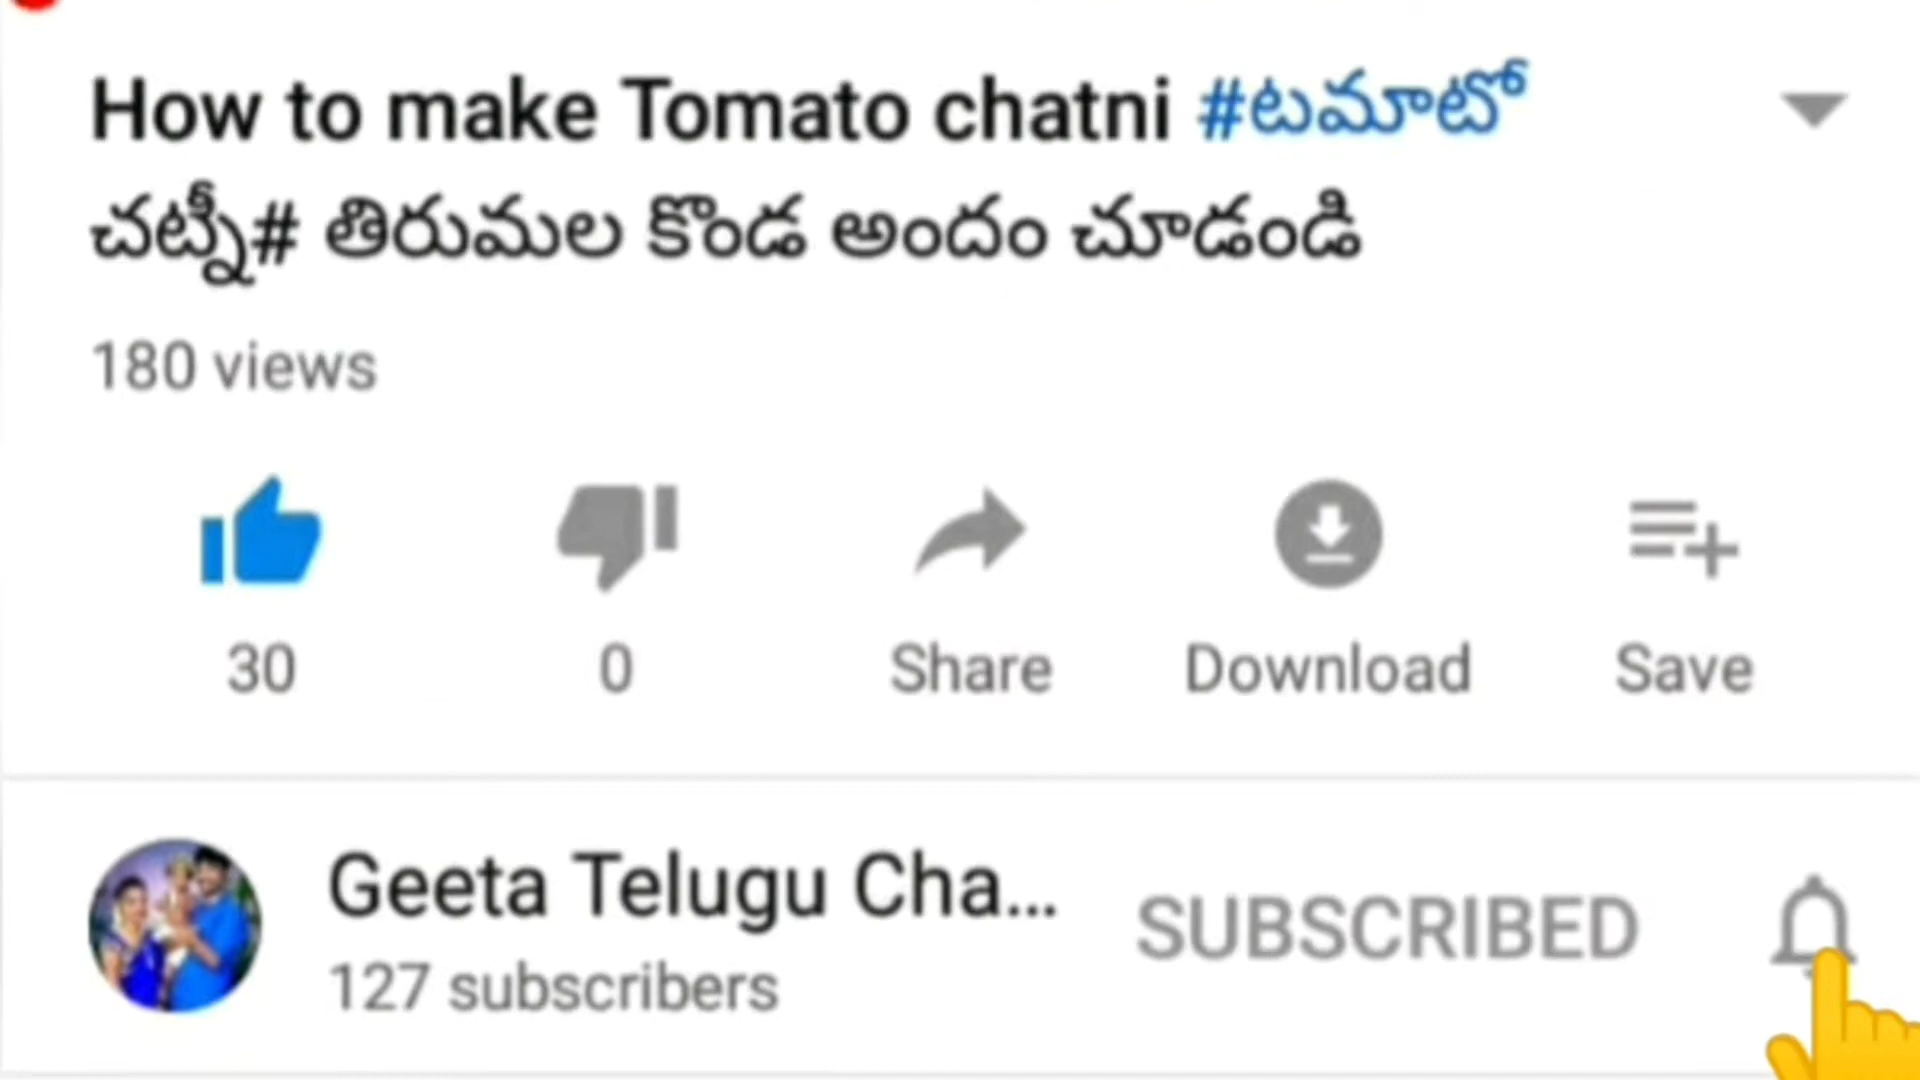 How to make Tomato chatni #టమాటో
చట్నీ# తిరుమల కొండ అందం చూడండి
180 views
30 0 Share Download Save
Geeta Telugu Cha... SUBSCRIBED
127 subscribers